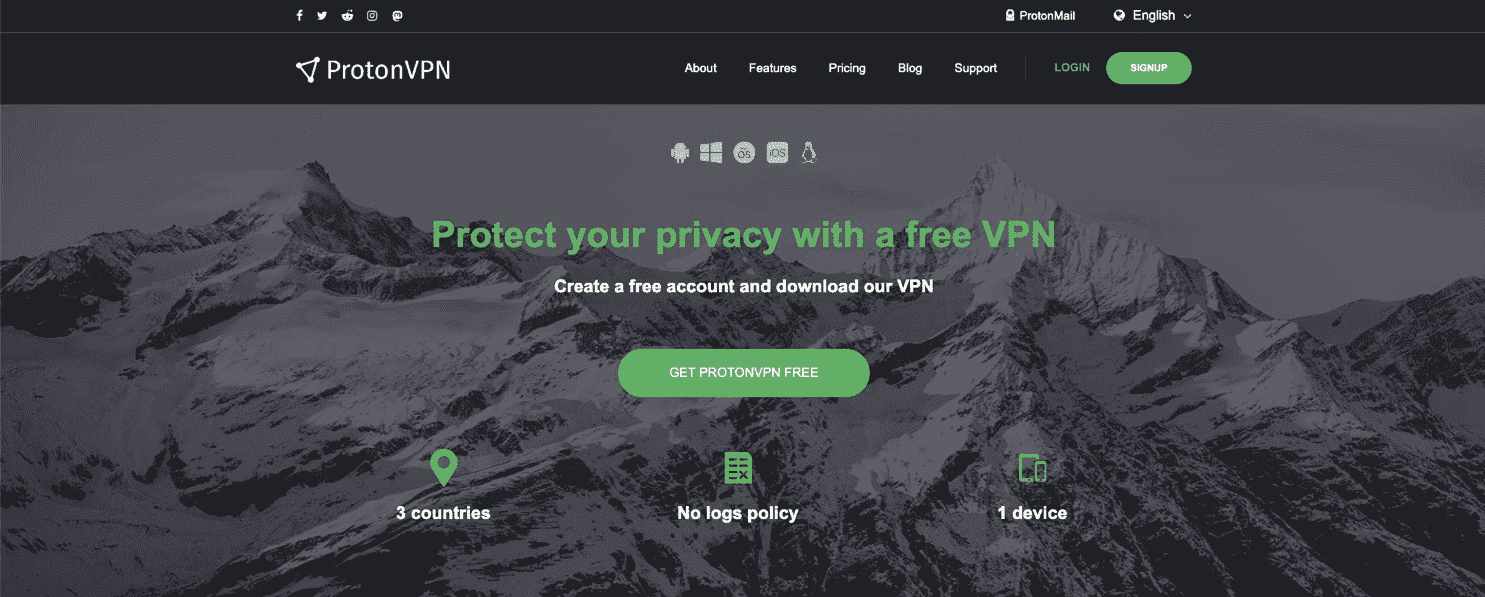 ProtonMail English
ProtonVPN About Features Pricing Blog Support LOGIN SIGNUP
OS iOS
Protect your privacy with a free VPN
Create a free account and download our VPN
GET PROTONVPN FREE
3 countries No logs policy 1 device